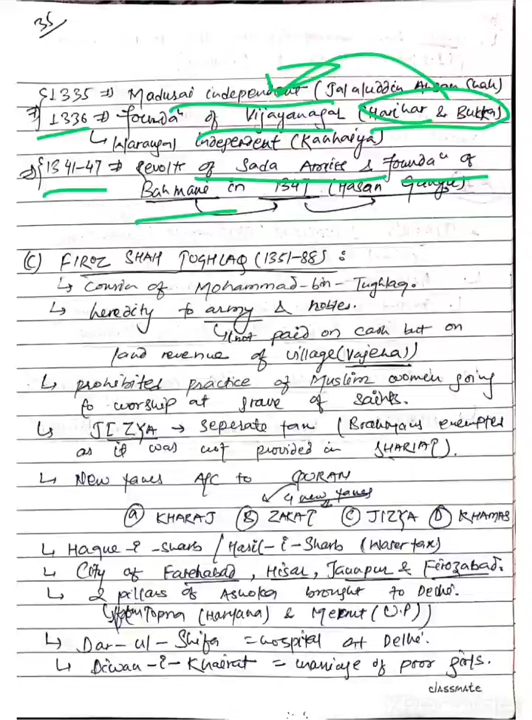 35
§1335 ⇒ Madurai independent (Jalaluddin Ahsan Shah)
1336 ⇒ Foundaⁿ of Vijayanagar (Harihar & Bukka)
↳ Warangal independent (Kanhaiya)
§1341-47 ⇒ Revolts of Sada Amirs & Foundaⁿ of
Bahmani in 1347 (Hasan Gangu)
(C) FIROZ SHAH TUGHLAQ (1351-88):
↳ Cousin of Mohammad-bin-Tughlaq.
↳ heredity to army & nobles.
↳ not paid on cash but on
land revenue of village (Vajeha)
↳ prohibited practice of Muslim women going
to worship at grave of saints.
↳ JIZYA → seperate tax (Brahmans exempted
as it was not provided in SHARIAT).
↳ New taxes A/C to QURAN
4 new taxes
(a) KHARAJ (B) ZAKAT (C) JIZYA (D) KHAMAS
↳ Haque-i-sharb / Hasil-i-Sharb (Water tax)
↳ City of Fatehabad, Hisar, Jaunpur & Firozabad.
↳ 2 pillars of Ashoka brought to Delhi.
Topra (Haryana) & Meerut (U.P))
↳ Dar-ul-Shifa = hospital at Delhi.
↳ Diwan-i-Khairat = marriage of poor girls.
classmate